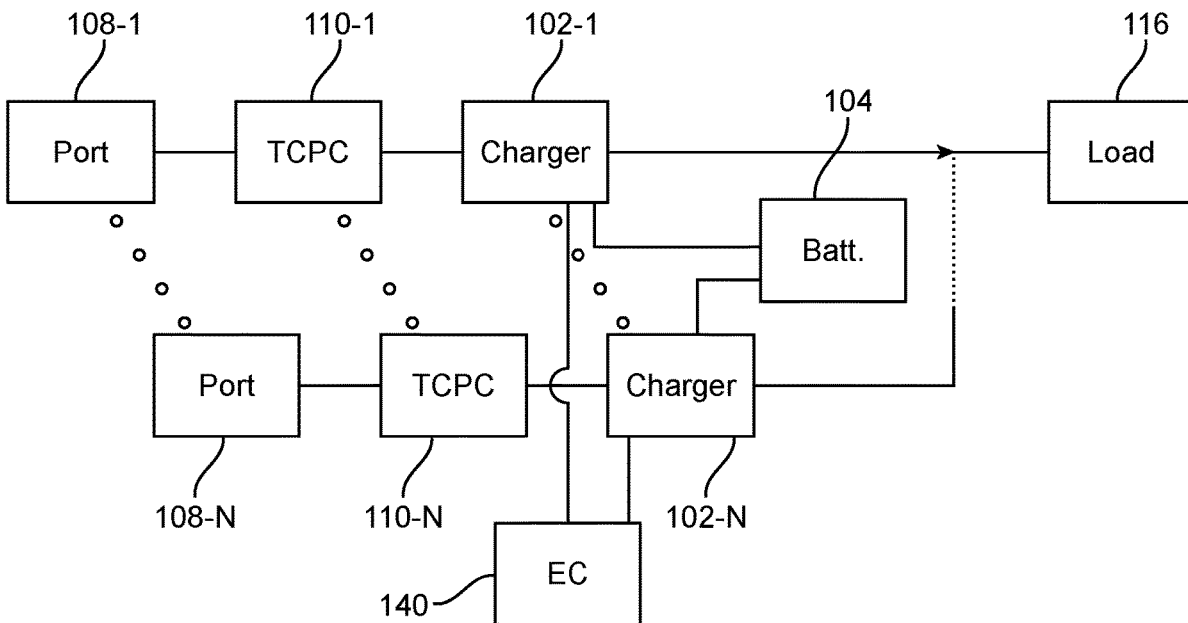 108-1 110-1 102-1 116
104
Port TCPC Charger Load
Batt.
Port TCPC Charger
108-N 110-N 102-N
EC
140